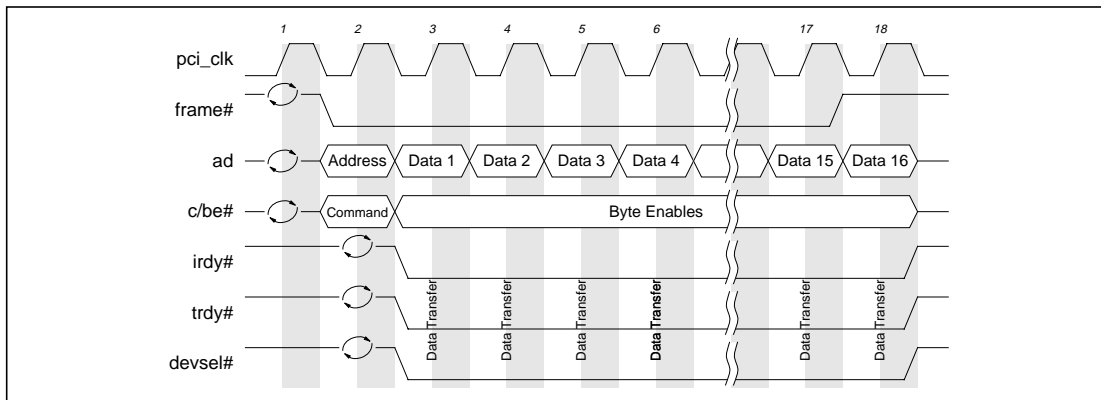 1 2 3 4 5 6 17 18
pci_clk
frame#
ad Address Data 1 Data 2 Data 3 Data 4 Data 15 Data 16
c/be# Command Byte Enables
irdy#
trdy#
Data Transfer Data Transfer Data Transfer Data Transfer Data Transfer Data Transfer
devsel#